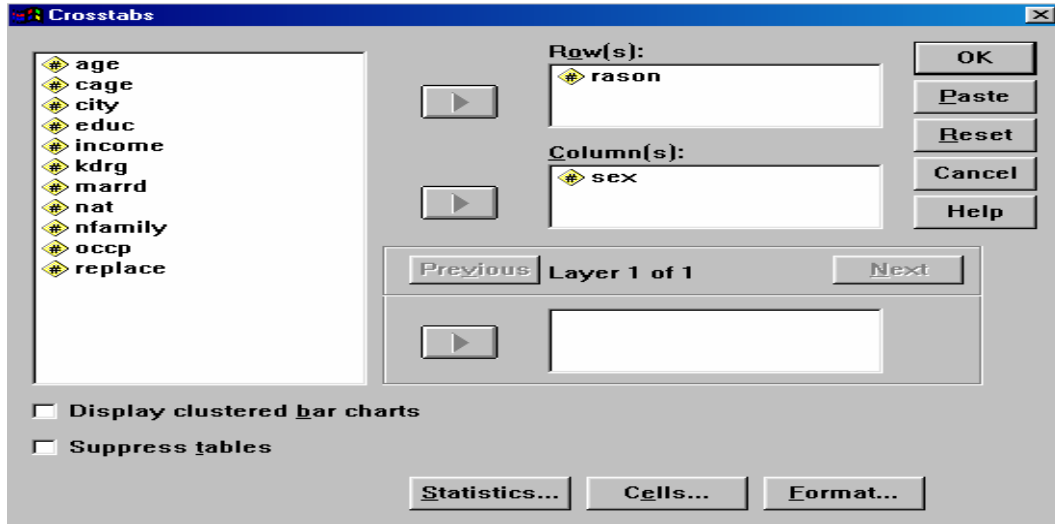 Crosstabs
age
cage
city
educ
income
kdrg
marrd
nat
nfamily
occp
replace
Row(s):
rason
Column(s):
sex
OK
Paste
Reset
Cancel
Help
Previous
Layer 1 of 1
Next
Display clustered bar charts
Suppress tables
Statistics...
Cells...
Format...